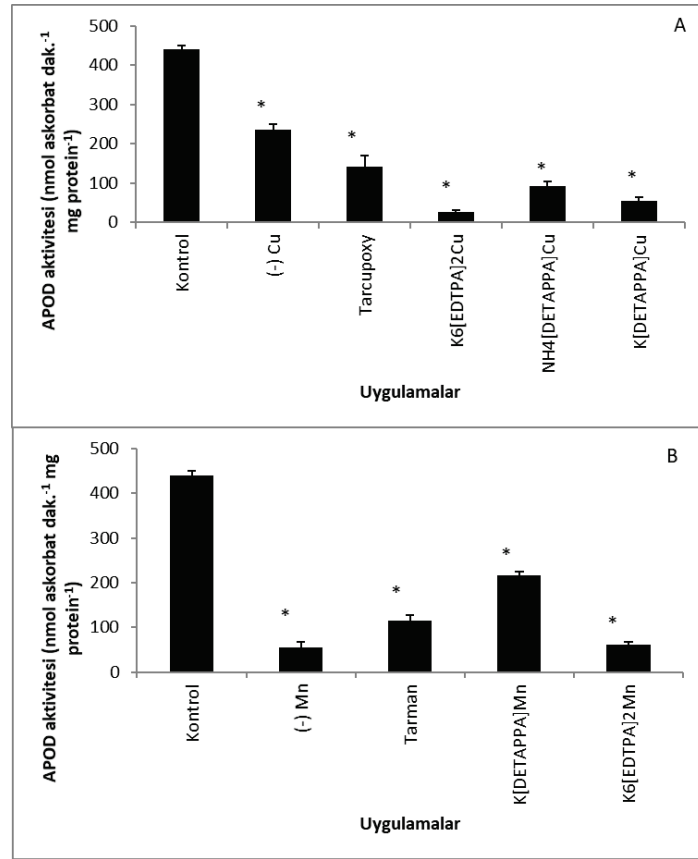 A
APOD aktivitesi (nmol askorbat dak.-1
mg protein-1)
500
400
300
200
100
0
* * * * *
Kontrol
(-) Cu
Tarcupoxy
K6[EDTPA]2Cu
NH4[DETAPPA]Cu
K[DETAPPA]Cu
Uygulamalar
B
APOD aktivitesi (nmol askorbat dak.-1 mg
protein-1)
500
400
300
200
100
0
* * * *
Kontrol
(-) Mn
Tarman
K[DETAPPA]Mn
K6[EDTPA]2Mn
Uygulamalar